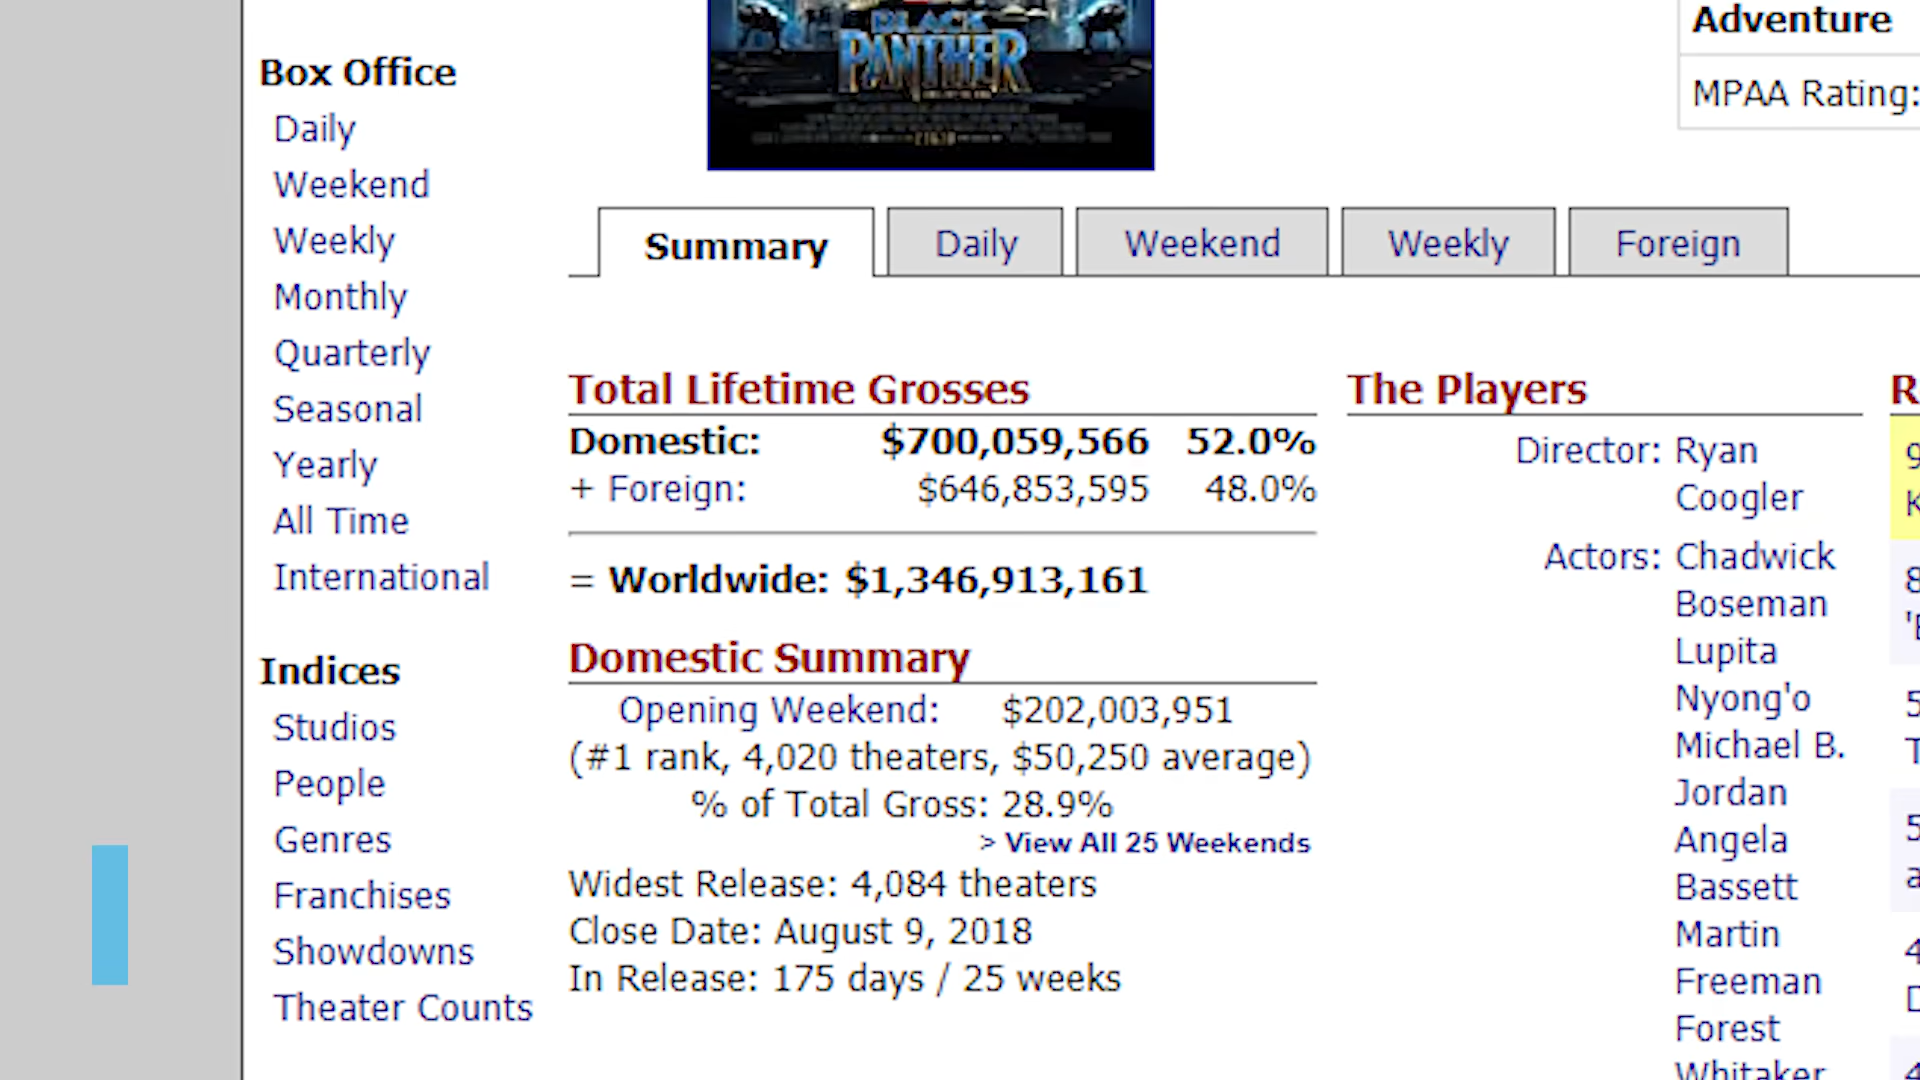 BLACK
PANTHER
Adventure
MPAA Rating:
Box Office
Daily
Weekend
Weekly
Monthly
Quarterly
Seasonal
Yearly
All Time
International
Indices
Studios
People
Genres
Franchises
Showdowns
Theater Counts
Summary
Daily
Weekend
Weekly
Foreign
Total Lifetime Grosses
Domestic: $700,059,566 52.0%
+ Foreign: $646,853,595 48.0%
= Worldwide: $1,346,913,161
Domestic Summary
Opening Weekend: $202,003,951
(#1 rank, 4,020 theaters, $50,250 average)
% of Total Gross: 28.9%
> View All 25 Weekends
Widest Release: 4,084 theaters
Close Date: August 9, 2018
In Release: 175 days / 25 weeks
The Players
Director: Ryan
Coogler
Actors: Chadwick
Boseman
Lupita
Nyong'o
Michael B.
Jordan
Angela
Bassett
Martin
Freeman
Forest
Whitaker